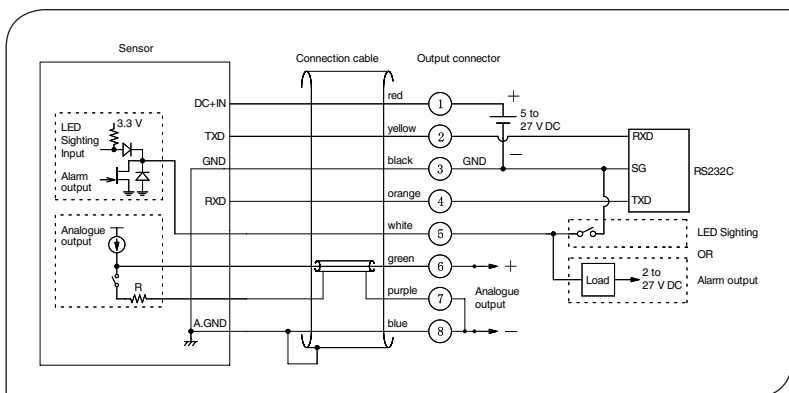 Sensor
Connection cable
Output connector
DC+IN
red
1
+
5 to
27 V DC
−
3.3 V
LED
Sighting
Input
Alarm
output
TXD
yellow
2
RXD
GND
black
3
GND
SG
RS232C
RXD
orange
4
TXD
white
5
LED Sighting
OR
Analogue
output
R
green
6
+
Load
2 to
27 V DC
Alarm output
purple
7
Analogue
output
A.GND
blue
8
−